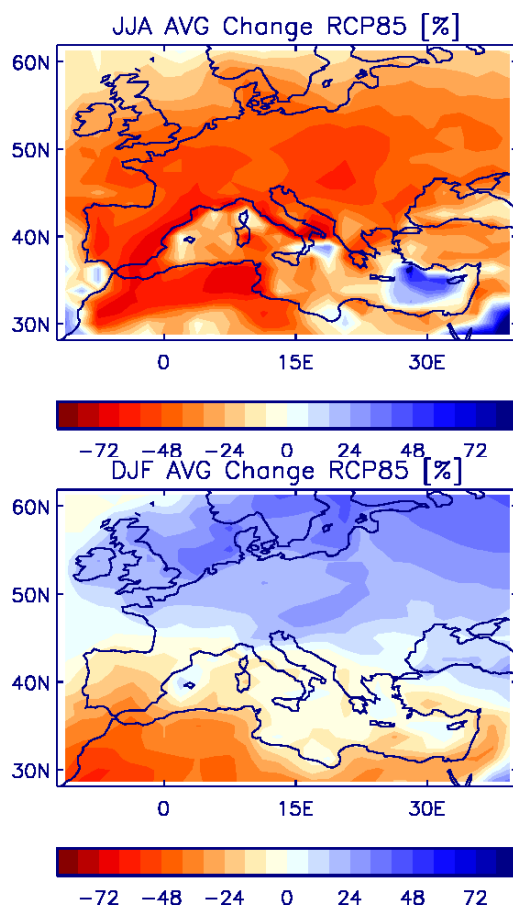 JJA AVG Change RCP85 [%]
60N
50N
40N
30N
0 15E 30E
−72 −48 −24 0 24 48 72
DJF AVG Change RCP85 [%]
60N
50N
40N
30N
0 15E 30E
−72 −48 −24 0 24 48 72